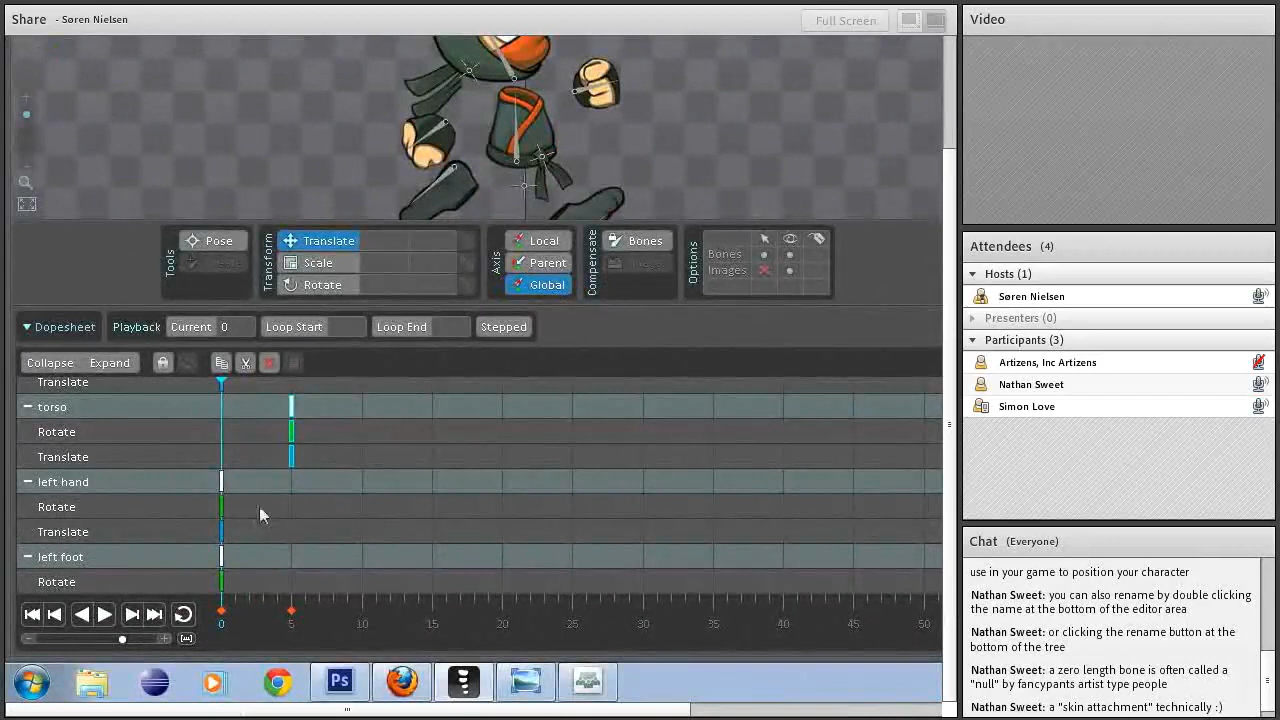 Share - Søren Nielsen
Full Screen
Tools
Pose
Transform
Translate
Scale
Rotate
Axis
Local
Parent
Global
Compensate
Bones
Options
Bones
Images
Dopesheet
Playback
Current 0
Loop Start
Loop End
Stepped
Collapse
Expand
Translate
torso
Rotate
Translate
left hand
Rotate
Translate
left foot
Rotate
0 5 10 15 20 25 30 35 40 45 50
Ps
Video
Attendees (4)
Hosts (1)
Søren Nielsen
Presenters (0)
Participants (3)
Artizens, Inc Artizens
Nathan Sweet
Simon Love
Chat (Everyone)
use in your game to position your character
Nathan Sweet: you can also rename by double clicking
the name at the bottom of the editor area
Nathan Sweet: or clicking the rename button at the
bottom of the tree
Nathan Sweet: a zero length bone is often called
"null" by fancypants artist type people
Nathan Sweet: a "skin attachment" technically :)